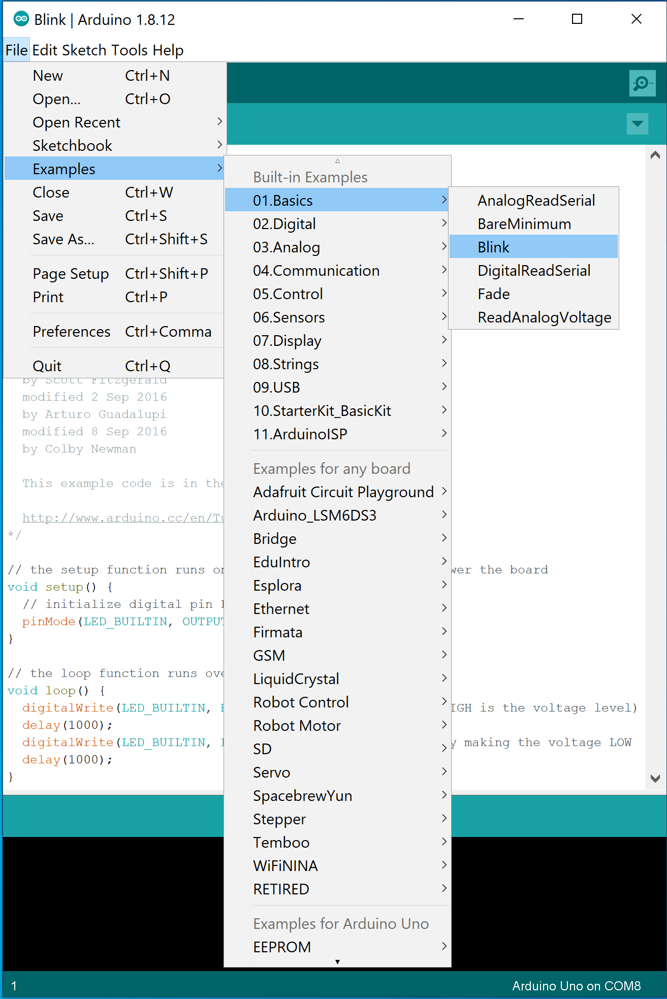 Blink | Arduino 1.8.12
File Edit Sketch Tools Help
New Ctrl+N
Open... Ctrl+O
Open Recent
Sketchbook
Examples
Close Ctrl+W
Save Ctrl+S
Save As... Ctrl+Shift+S
Page Setup Ctrl+Shift+P
Print Ctrl+P
Preferences Ctrl+Comma
Quit Ctrl+Q
Built-in Examples
01.Basics
02.Digital
03.Analog
04.Communication
05.Control
06.Sensors
07.Display
08.Strings
09.USB
10.StarterKit_BasicKit
11.ArduinoISP
Examples for any board
Adafruit Circuit Playground
Arduino_LSM6DS3
Bridge
EduIntro
Esplora
Ethernet
Firmata
GSM
LiquidCrystal
Robot Control
Robot Motor
SD
Servo
SpacebrewYun
Stepper
Temboo
WiFiNINA
RETIRED
Examples for Arduino Uno
EEPROM
AnalogReadSerial
BareMinimum
Blink
DigitalReadSerial
Fade
ReadAnalogVoltage
by Scott Fitzgerald
modified 2 Sep 2016
by Arturo Guadalupi
modified 8 Sep 2016
by Colby Newman
This example code is in the
http://www.arduino.cc/en/Tu
*/
// the setup function runs on wer the board
void setup() {
// initialize digital pin
pinMode(LED_BUILTIN, OUTPUT
}
// the loop function runs ove
void loop() {
digitalWrite(LED_BUILTIN, IGH is the voltage level)
delay(1000);
digitalWrite(LED_BUILTIN, y making the voltage LOW
delay(1000);
}
1
Arduino Uno on COM8